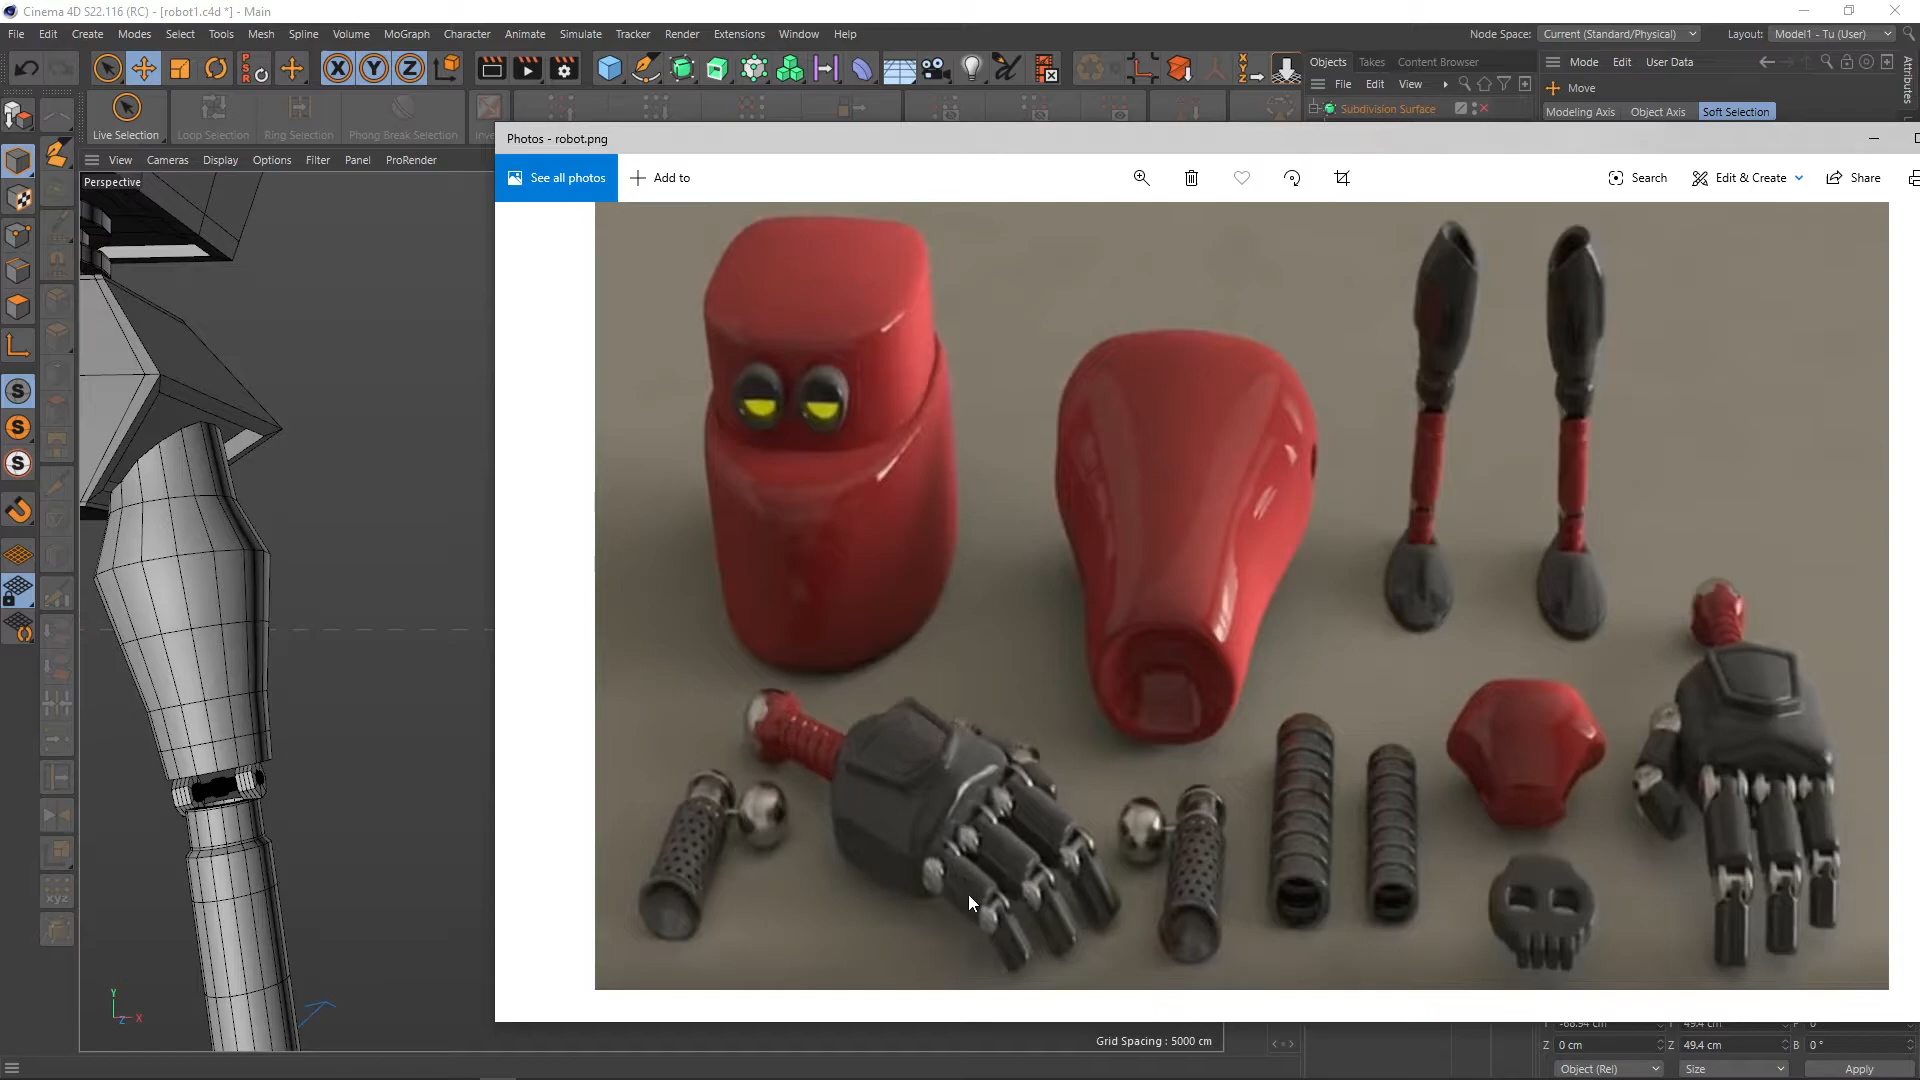 Cinema 4D S22.116 (RC) - [robot1.c4d *] - Main
File Edit Create Modes Select Tools Mesh Spline Volume MoGraph Character Animate Simulate Tracker Render Extensions Window Help
Node Space: Current (Standard/Physical) Layout: Model1 - Tu (User)
PSR X Y Z
Objects Takes Content Browser
Mode Edit User Data
File Edit View
Move
Attributes
Subdivision Surface
Modeling Axis Object Axis Soft Selection
Live Selection Loop Selection Ring Selection Phong Break Selection Inve
View Cameras Display Options Filter Panel ProRender
Perspective
Photos - robot.png
See all photos Add to Search Edit & Create Share
S
S
S
xyz
Y
Z X
Grid Spacing : 5000 cm
Z 0 cm Z 49.4 cm B 0 °
Object (Rel) Size Apply